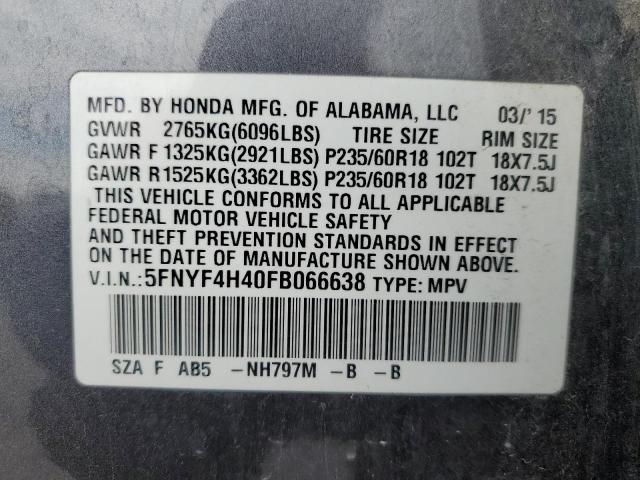 MFD. BY HONDA MFG. OF ALABAMA, LLC 03/'15
GVWR 2765KG(6096LBS) TIRE SIZE RIM SIZE
GAWR F1325KG(2921LBS) P235/60R18 102T 18X7.5J
GAWR R1525KG(3362LBS) P235/60R18 102T 18X7.5J
THIS VEHICLE CONFORMS TO ALL APPLICABLE
FEDERAL MOTOR VEHICLE SAFETY
AND THEFT PREVENTION STANDARDS IN EFFECT
ON THE DATE OF MANUFACTURE SHOWN ABOVE.
V.I.N.:5FNYF4H40FB066638 TYPE: MPV
SZA F AB5 -NH797M -B -B